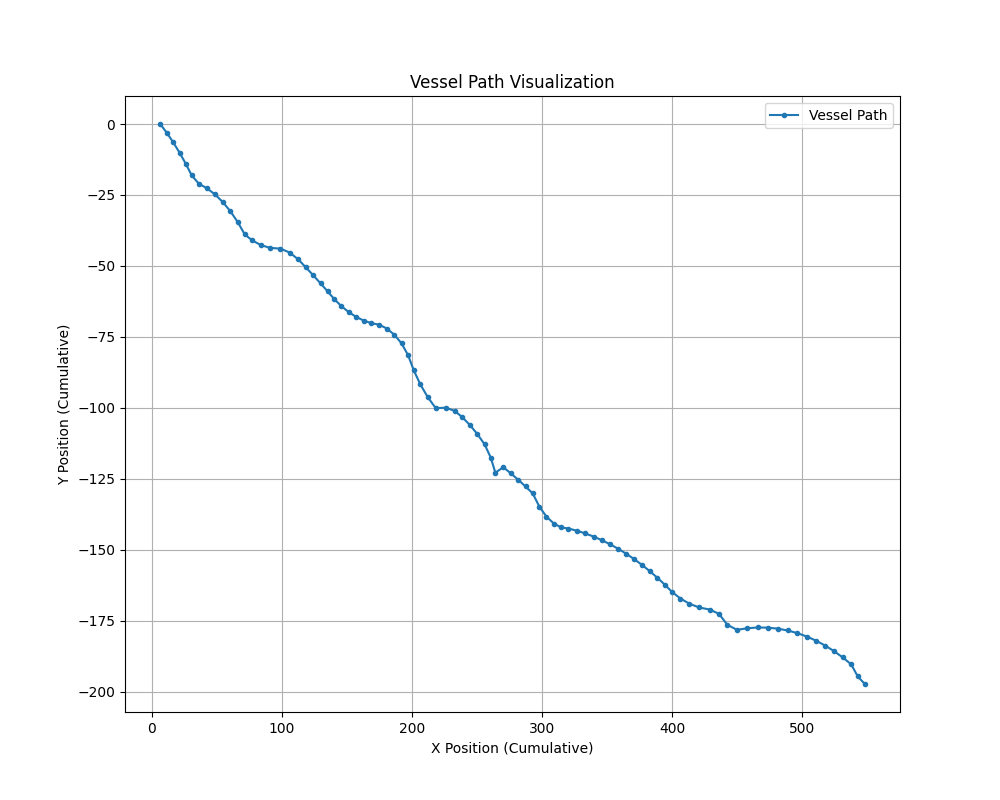 Vessel Path Visualization
Vessel Path
0
−25
−50
−75
−100
−125
−150
−175
−200
Y Position (Cumulative)
0 100 200 300 400 500
X Position (Cumulative)